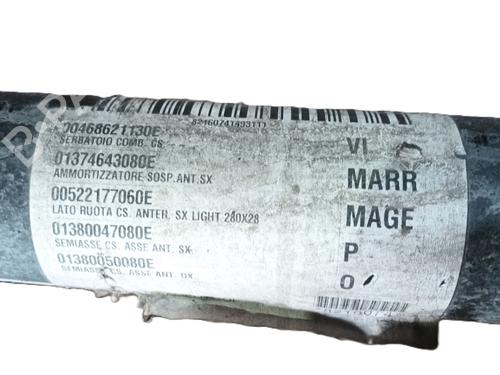 82460741493111
00468621130E
SERBATOIO COMB. CS.
01374643080E
AMMORTIZZATORE SOSP.ANT.SX
00522177060E
LATO RUOTA CS. ANTER, SX LIGHT 280X28
01380047080E
SEMIASSE CS. ASSE ANT. SX
01380050080E
SEMIASSE CS. ASSE ANT. DX
VI
MARR
MAGE
P
O